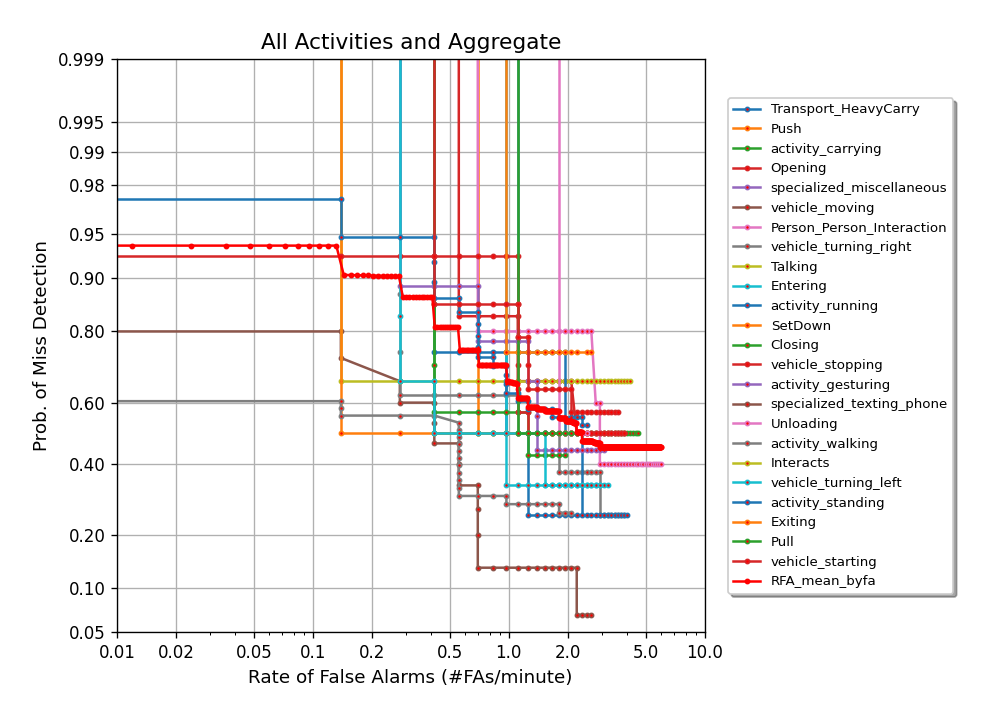 All Activities and Aggregate
Prob. of Miss Detection
0.999
0.995
0.99
0.98
0.95
0.90
0.80
0.60
0.40
0.20
0.10
0.05
0.01 0.02 0.05 0.1 0.2 0.5 1.0 2.0 5.0 10.0
Rate of False Alarms (#FAs/minute)
Transport_HeavyCarry
Push
activity_carrying
Opening
specialized_miscellaneous
vehicle_moving
Person_Person_Interaction
vehicle_turning_right
Talking
Entering
activity_running
SetDown
Closing
vehicle_stopping
activity_gesturing
specialized_texting_phone
Unloading
activity_walking
Interacts
vehicle_turning_left
activity_standing
Exiting
Pull
vehicle_starting
RFA_mean_byfa